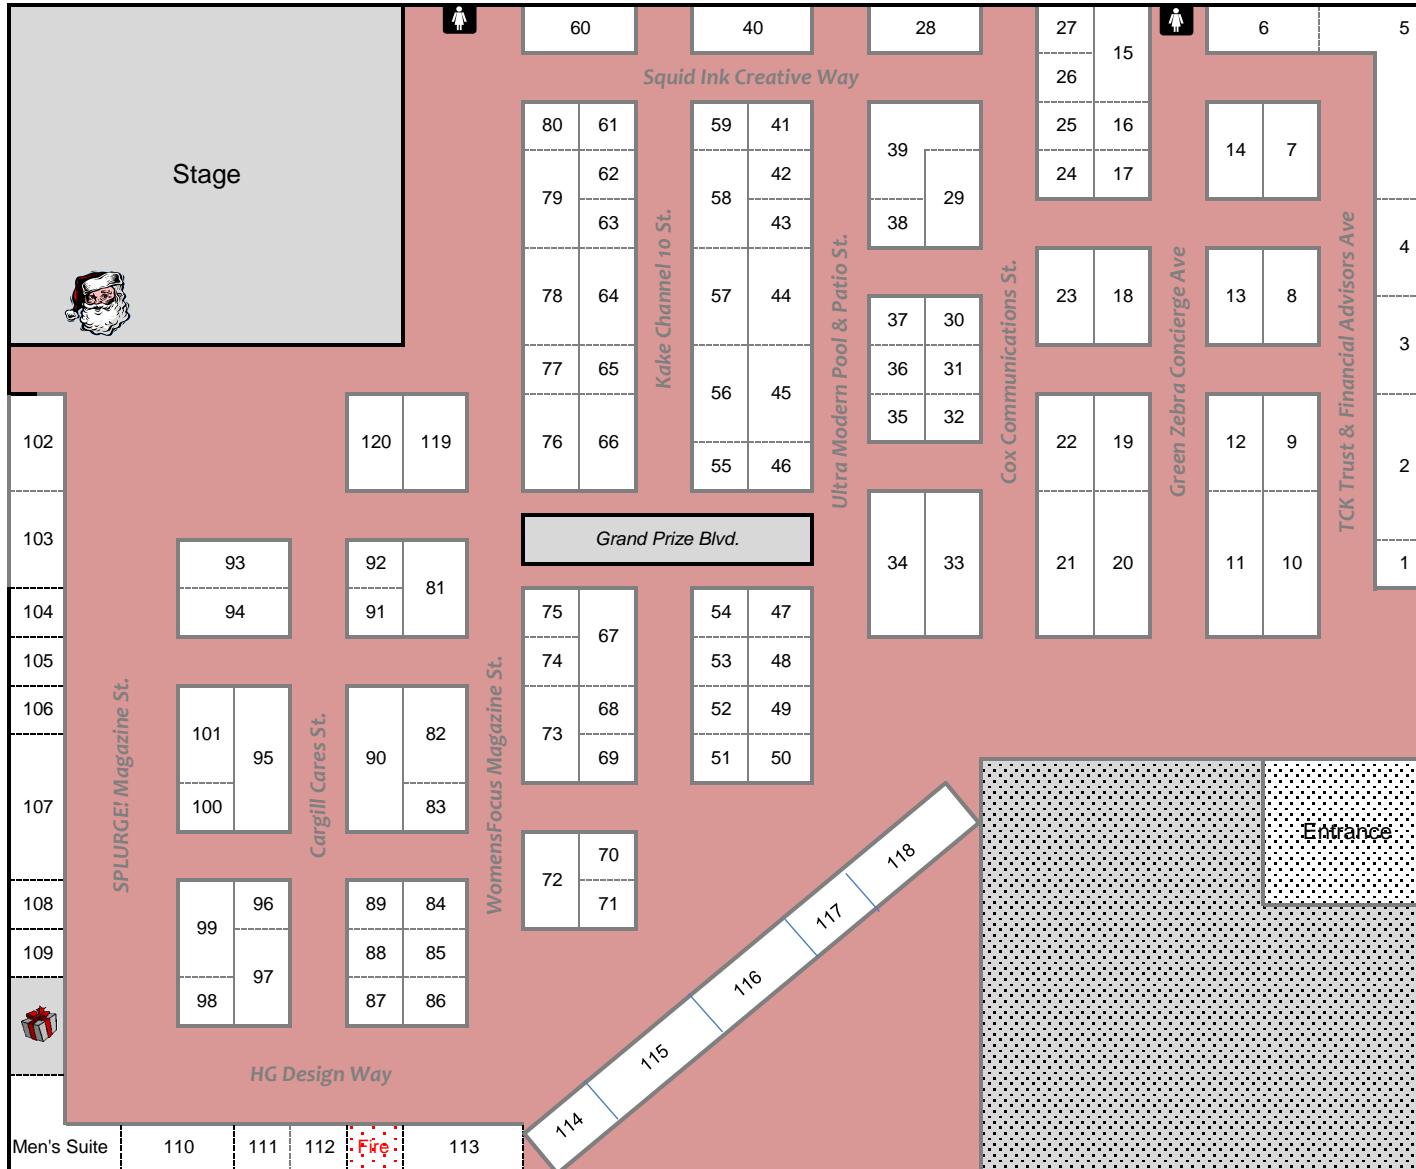 60 40 28 27 15 6 5
Squid Ink Creative Way
26
80 61 59 41 39 25 16 14 7
Stage
79 62 58 42 29 24 17
63 43 38 4
Kake Channel 10 St.
Ultra Modern Pool & Patio St.
Cox Communications St.
Green Zebra Concierge Ave
TCK Trust & Financial Advisors Ave
78 64 57 44 37 30 23 18 13 8
77 65 56 45 36 31 3
35 32
102 120 119 76 66 55 46 22 19 12 9 2
103
Grand Prize Blvd.
93 92 81 34 33 21 20 11 10 1
104 94 91 75 67 54 47
105 74 53 48
SPLURGE! Magazine St.
Cargill Cares St.
WomensFocus Magazine St.
106 101 95 90 82 73 68 52 49
69 51 50
107 100 83
Entrance
72 70 118
108 99 96 89 84 71 117
109 97 88 85 116
98 87 86
115
HG Design Way
114
Men's Suite 110 111 112 Fire 113